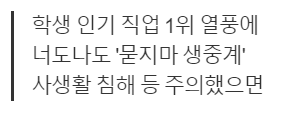 학생 인기 직업 1위 열풍에
너도나도 '묻지마 생중계'
사생활 침해 등 주의했으면